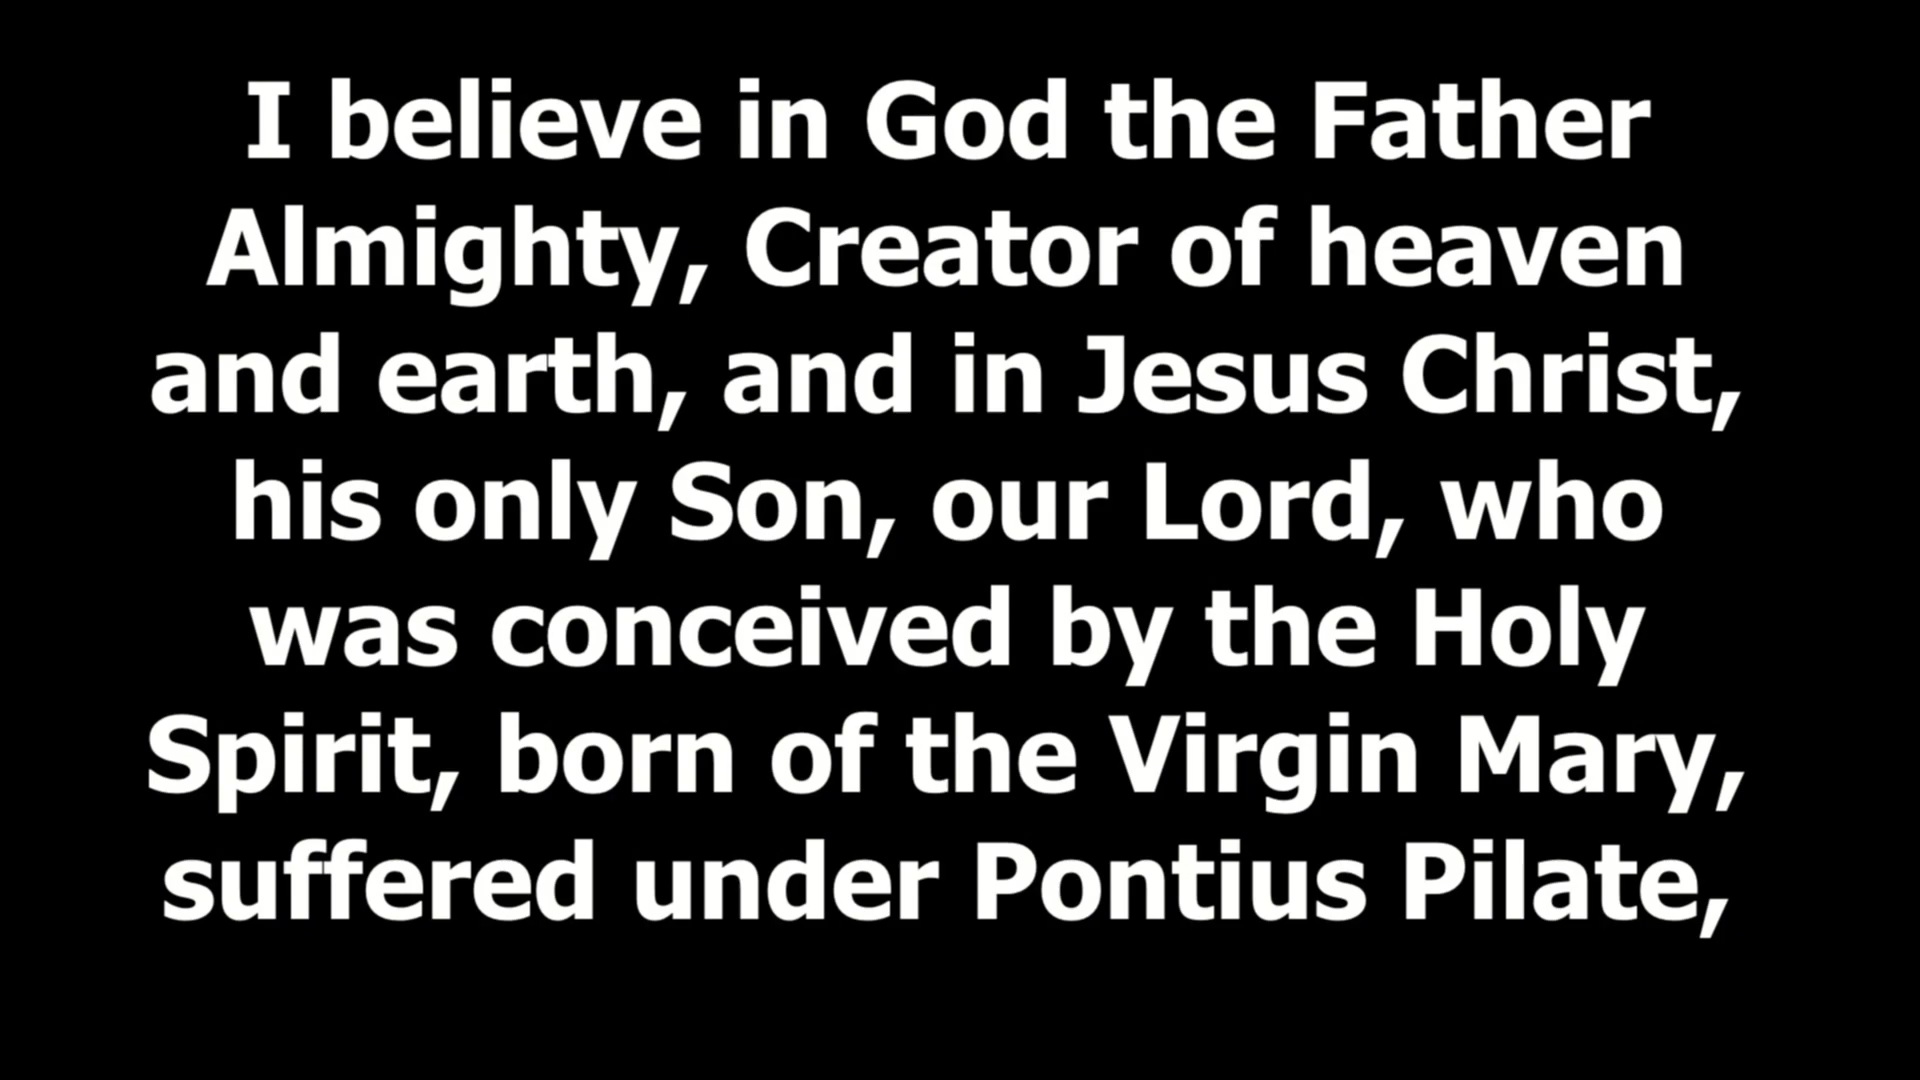 I believe in God the Father
Almighty, Creator of heaven
and earth, and in Jesus Christ,
his only Son, our Lord, who
was conceived by the Holy
Spirit, born of the Virgin Mary,
suffered under Pontius Pilate,